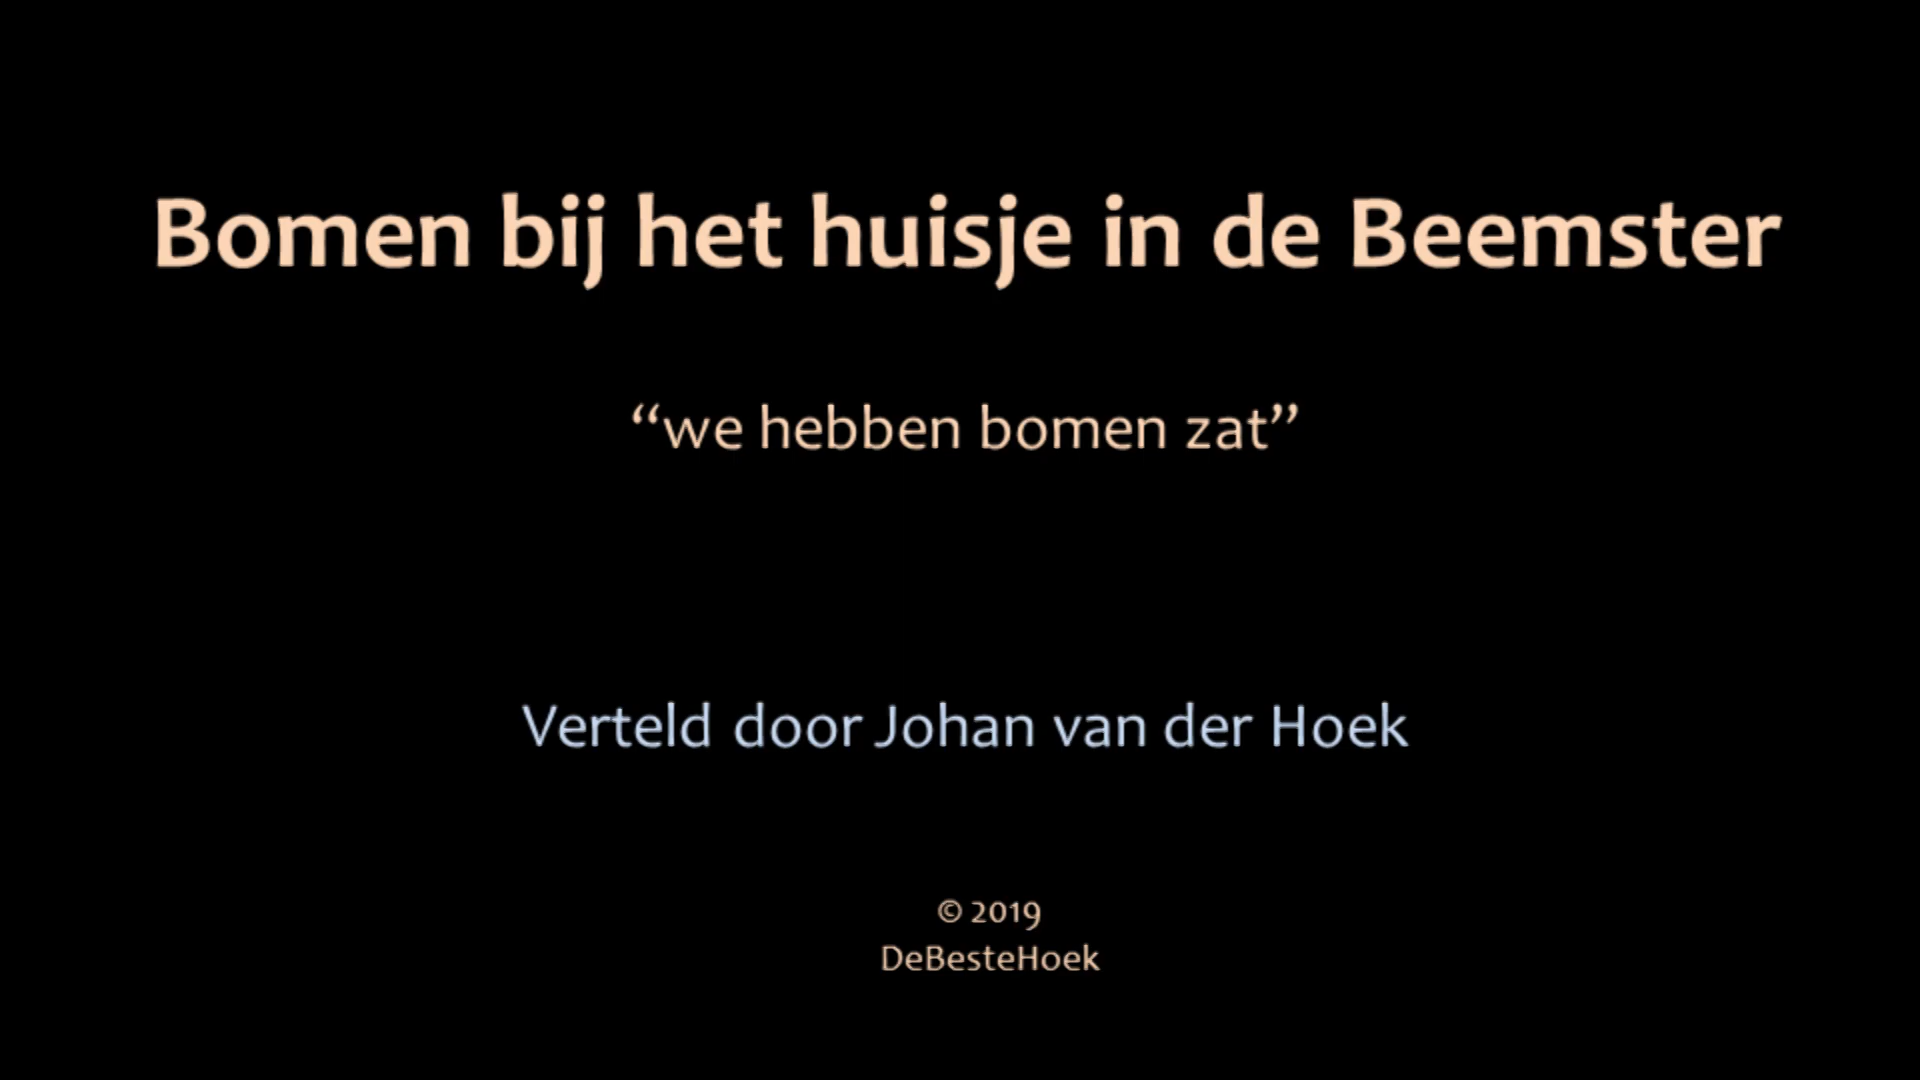 Bomen bij het huisje in de Beemster
“we hebben bomen zat”
Verteld door Johan van der Hoek
© 2019
DeBesteHoek